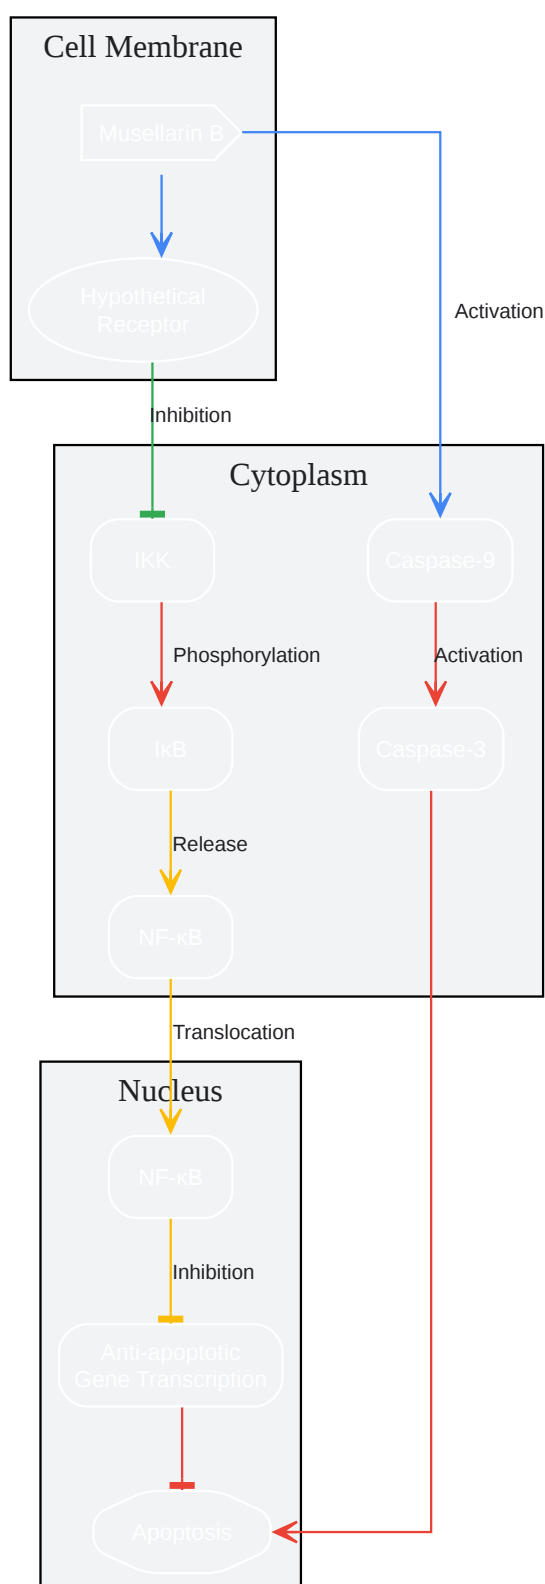 Cell Membrane
Musellarin B
Hypothetical
Receptor
Activation
Inhibition
Cytoplasm
IKK
Caspase-9
Phosphorylation
Activation
IκB
Caspase-3
Release
NF-κB
Translocation
Nucleus
NF-κB
Inhibition
Anti-apoptotic
Gene Transcription
Apoptosis